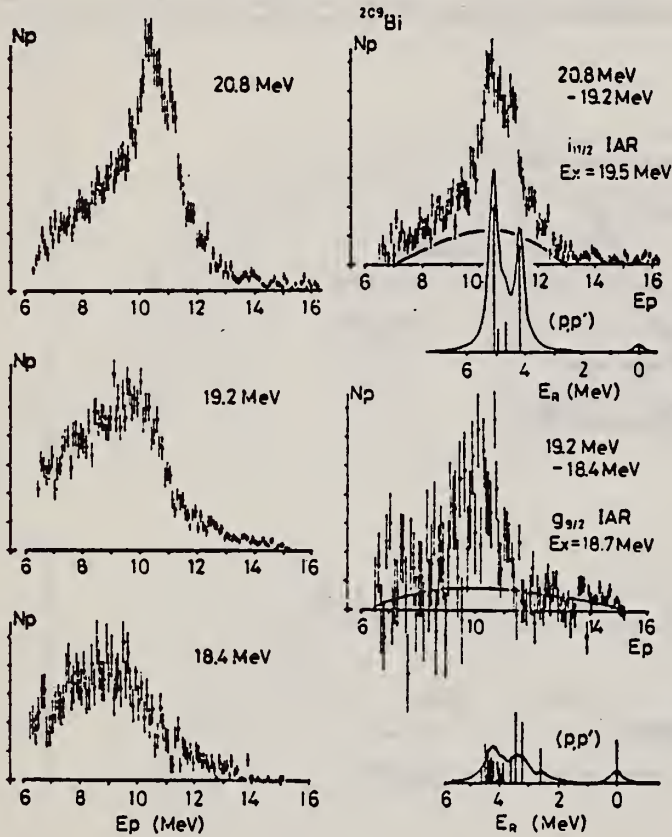 Np
20.8 MeV
6 8 10 12 14 16
Np
19.2 MeV
6 8 10 12 14 16
Np
18.4 MeV
6 8 10 12 14 16
Ep (MeV)
²⁰⁹Bi
Np
20.8 MeV
- 19.2 MeV
i₁₁/₂ IAR
Ex = 19.5 MeV
6 8 10 12 14 16
Ep
(p,p')
6 4 2 0
E_R (MeV)
Np
19.2 MeV
- 18.4 MeV
g₉/₂ IAR
Ex = 18.7 MeV
6 8 10 12 14 16
Ep
(p,p')
6 4 2 0
E_R (MeV)